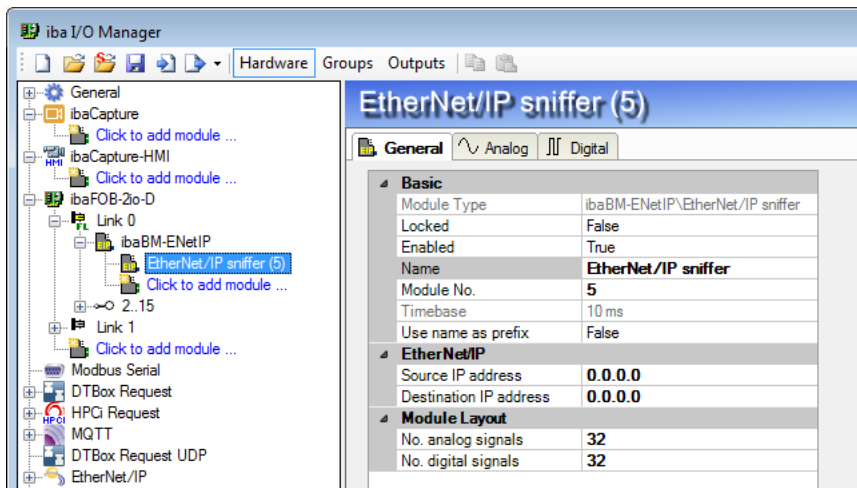 iba I/O Manager
Hardware Groups Outputs
General
ibaCapture
Click to add module ...
ibaCapture-HMI
Click to add module ...
ibaFOB-2io-D
Link 0
ibaBM-ENetIP
EtherNet/IP sniffer (5)
Click to add module ...
2..15
Link 1
Click to add module ...
Modbus Serial
DTBox Request
HPCi Request
MQTT
DTBox Request UDP
EtherNet/IP
EtherNet/IP sniffer (5)
General Analog Digital
Basic
Module Type ibaBM-ENetIP\EtherNet/IP sniffer
Locked False
Enabled True
Name EtherNet/IP sniffer
Module No. 5
Timebase 10 ms
Use name as prefix False
EtherNet/IP
Source IP address 0.0.0.0
Destination IP address 0.0.0.0
Module Layout
No. analog signals 32
No. digital signals 32